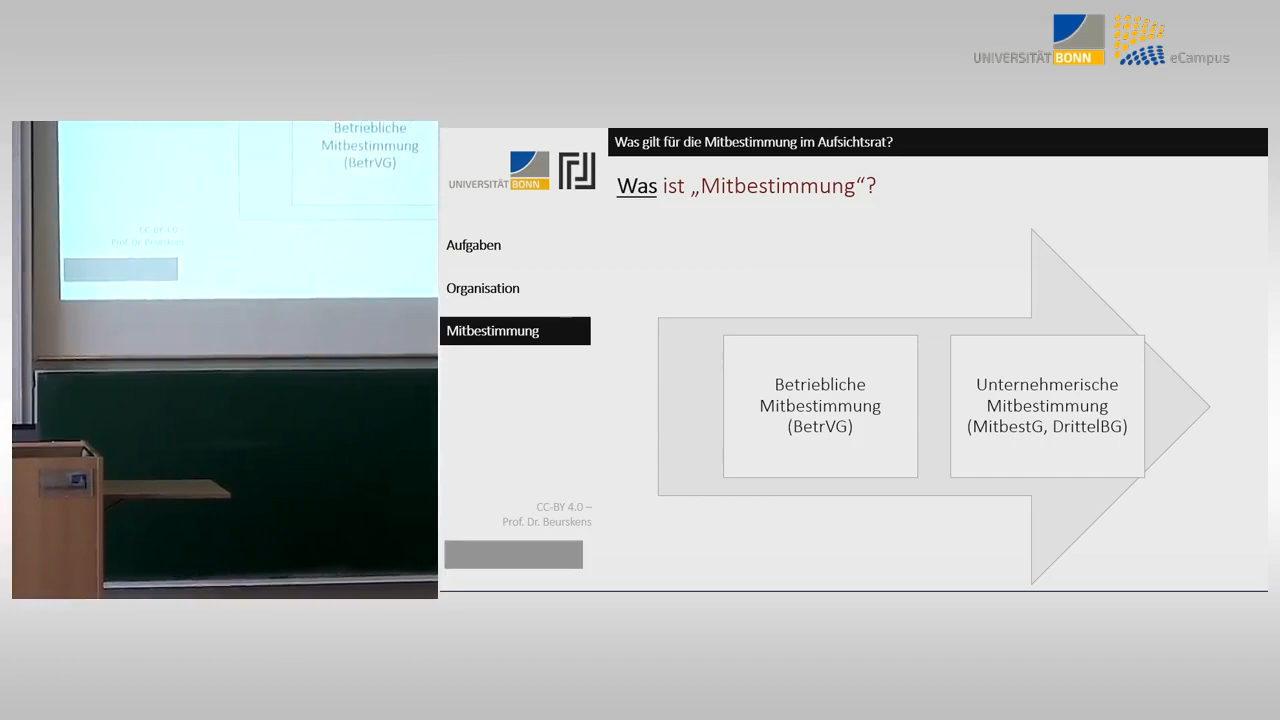 UNIVERSITÄT BONN
eCampus
Betriebliche
Mitbestimmung
(BetrVG)
CC-BY 4.0 –
Prof. Dr. Beurskens
UNIVERSITÄT BONN
Aufgaben
Organisation
Mitbestimmung
CC-BY 4.0 –
Prof. Dr. Beurskens
Was gilt für die Mitbestimmung im Aufsichtsrat?
Was ist „Mitbestimmung“?
Betriebliche
Mitbestimmung
(BetrVG)
Unternehmerische
Mitbestimmung
(MitbestG, DrittelBG)